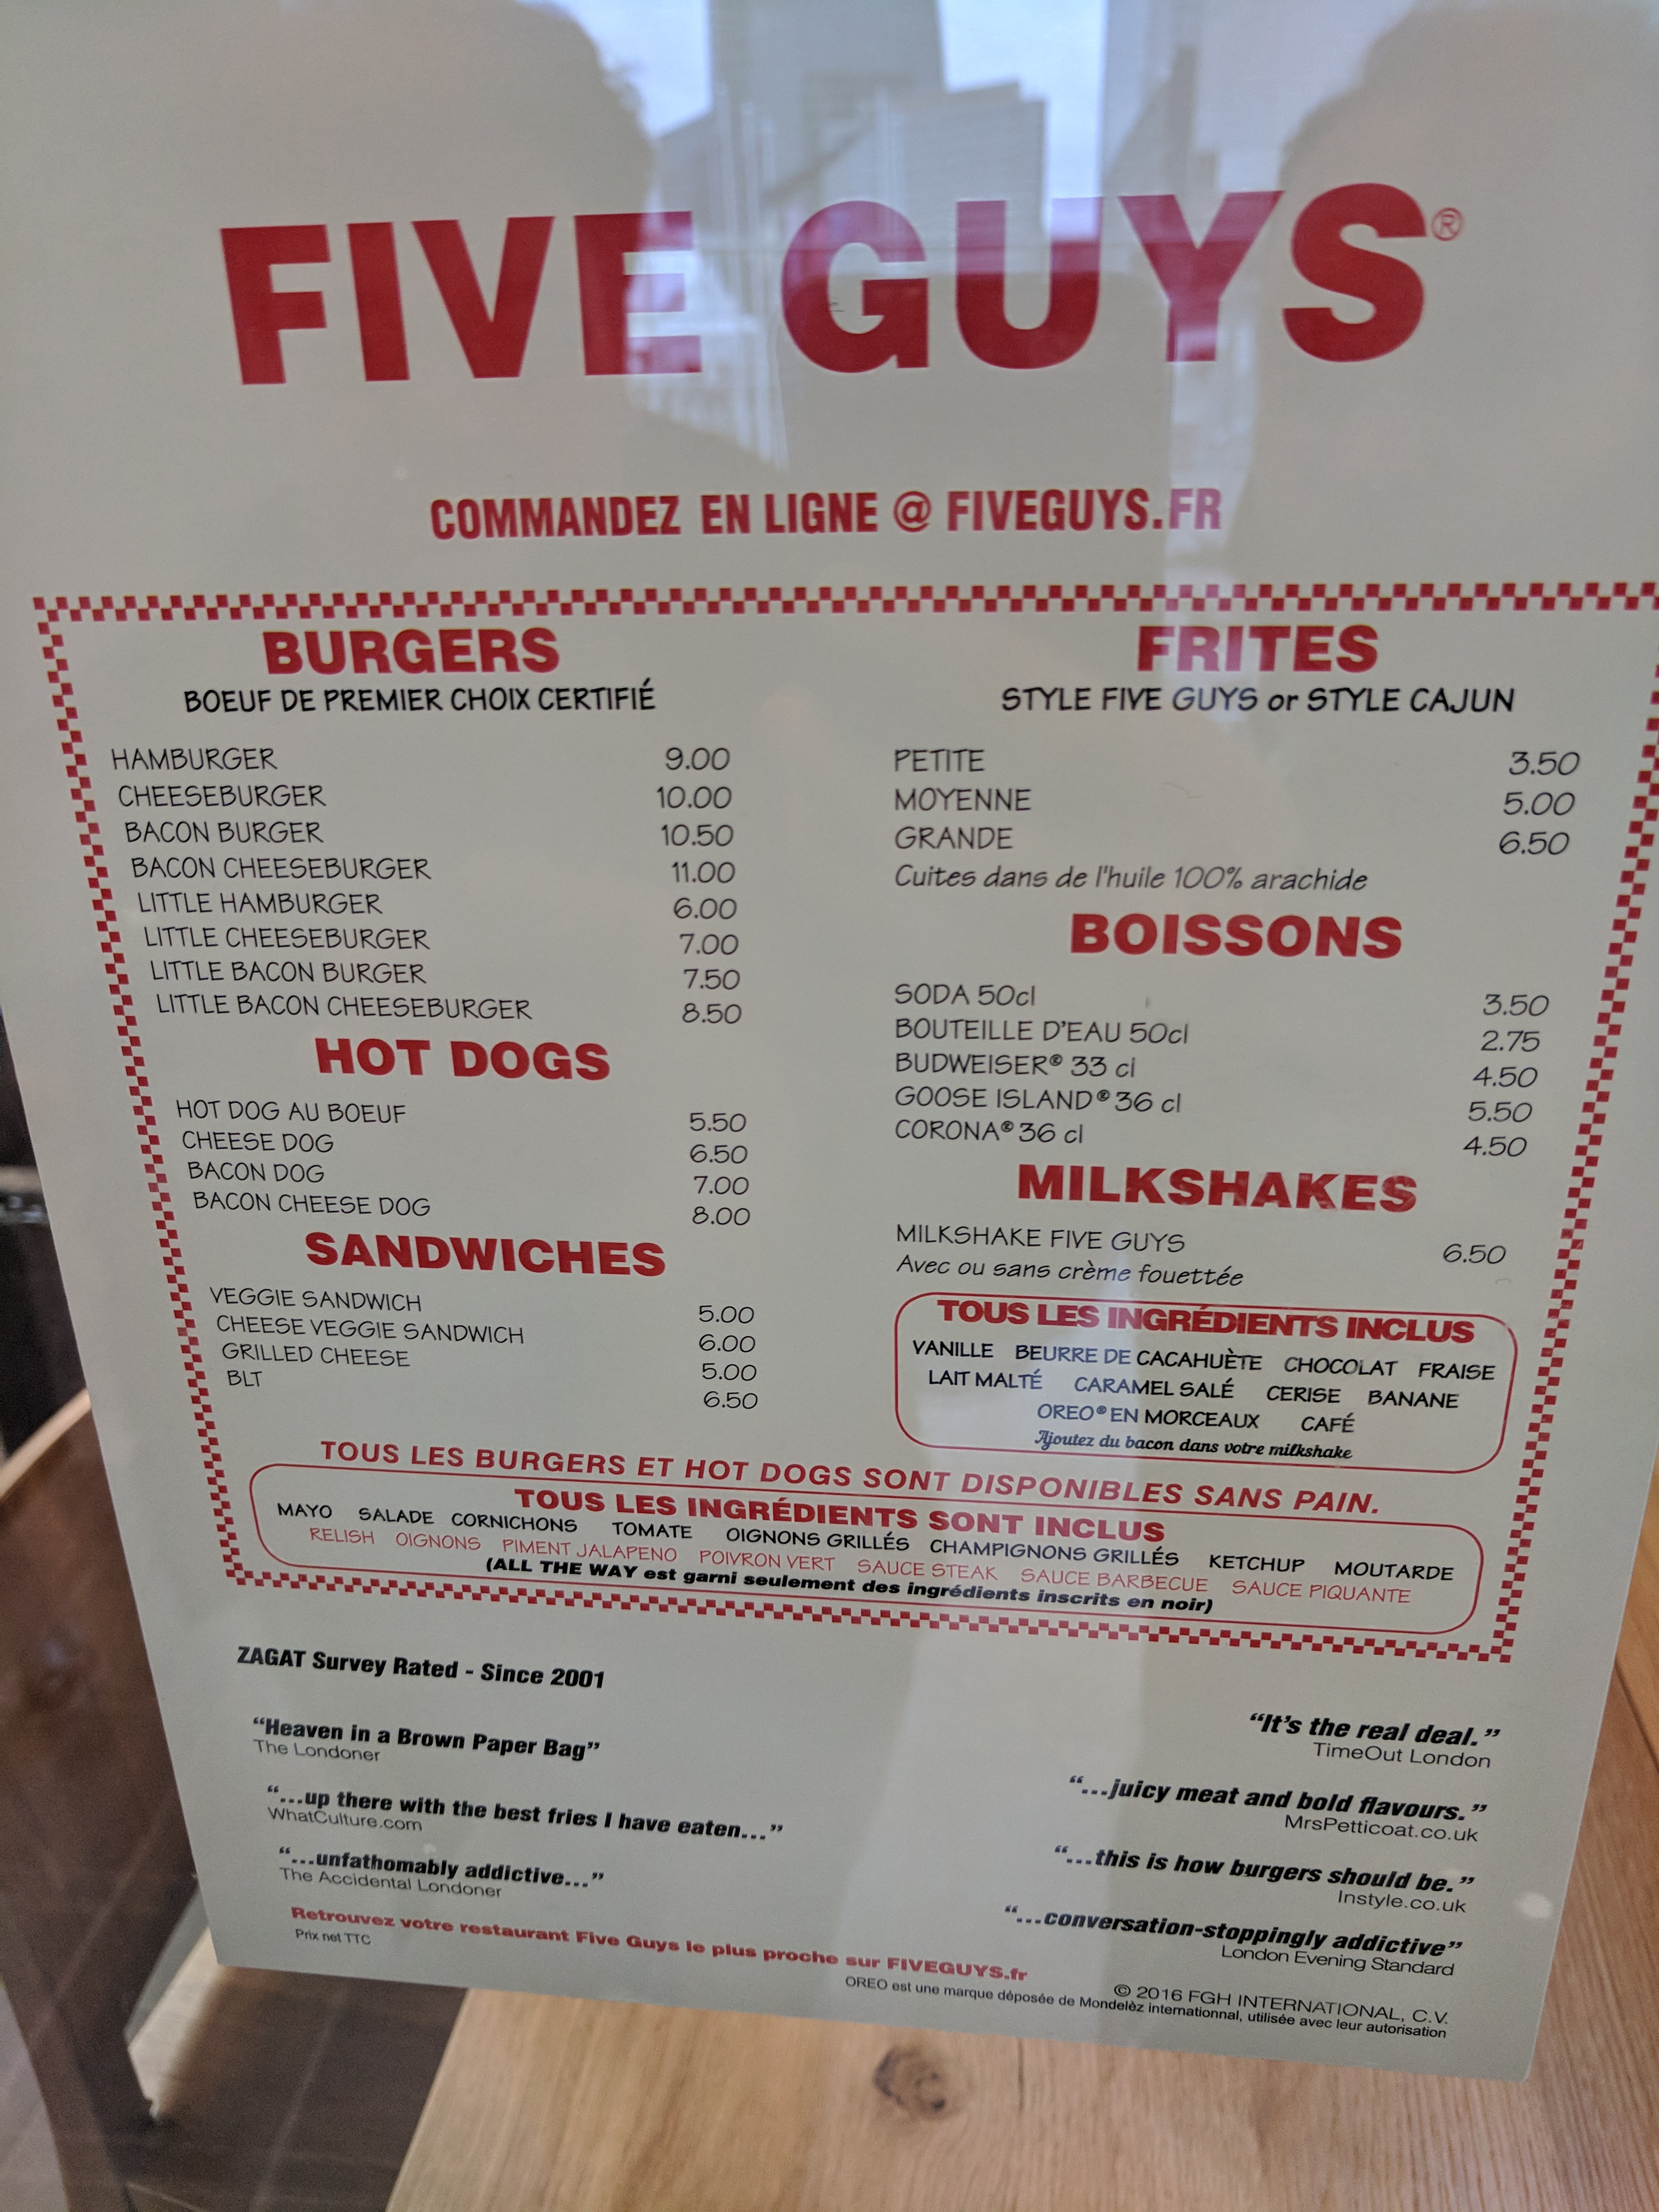 FIVE GUYS®
COMMANDEZ EN LIGNE @ FIVEGUYS.FR
BURGERS
BOEUF DE PREMIER CHOIX CERTIFIÉ
HAMBURGER 9.00
CHEESEBURGER 10.00
BACON BURGER 10.50
BACON CHEESEBURGER 11.00
LITTLE HAMBURGER 6.00
LITTLE CHEESEBURGER 7.00
LITTLE BACON BURGER 7.50
LITTLE BACON CHEESEBURGER 8.50
HOT DOGS
HOT DOG AU BOEUF 5.50
CHEESE DOG 6.50
BACON DOG 7.00
BACON CHEESE DOG 8.00
SANDWICHES
VEGGIE SANDWICH 5.00
CHEESE VEGGIE SANDWICH 6.00
GRILLED CHEESE 5.00
BLT 6.50
FRITES
STYLE FIVE GUYS or STYLE CAJUN
PETITE 3.50
MOYENNE 5.00
GRANDE 6.50
Cuites dans de l'huile 100% arachide
BOISSONS
SODA 50cl 3.50
BOUTEILLE D'EAU 50cl 2.75
BUDWEISER® 33 cl 4.50
GOOSE ISLAND® 36 cl 5.50
CORONA® 36 cl 4.50
MILKSHAKES
MILKSHAKE FIVE GUYS 6.50
Avec ou sans crème fouettée
TOUS LES INGRÉDIENTS INCLUS
VANILLE BEURRE DE CACAHUÈTE CHOCOLAT FRAISE
LAIT MALTÉ CARAMEL SALÉ CERISE BANANE
OREO® EN MORCEAUX CAFÉ
Ajoutez du bacon dans votre milkshake
TOUS LES BURGERS ET HOT DOGS SONT DISPONIBLES SANS PAIN.
TOUS LES INGRÉDIENTS SONT INCLUS
MAYO SALADE CORNICHONS TOMATE OIGNONS GRILLÉS CHAMPIGNONS GRILLÉS KETCHUP MOUTARDE
RELISH OIGNONS PIMENT JALAPENO POIVRON VERT SAUCE STEAK SAUCE BARBECUE SAUCE PIQUANTE
(ALL THE WAY est garni seulement des ingrédients inscrits en noir)
ZAGAT Survey Rated - Since 2001
“Heaven in a Brown Paper Bag”
The Londoner
“...up there with the best fries I have eaten...”
WhatCulture.com
“...unfathomably addictive...”
The Accidental Londoner
“It's the real deal.”
TimeOut London
“...juicy meat and bold flavours.”
MrsPetticoat.co.uk
“...this is how burgers should be.”
Instyle.co.uk
“...conversation-stoppingly addictive”
London Evening Standard
Retrouvez votre restaurant Five Guys le plus proche sur FIVEGUYS.fr
Prix net TTC
© 2016 FGH INTERNATIONAL, C.V.
OREO est une marque déposée de Mondelèz internationnal, utilisée avec leur autorisation